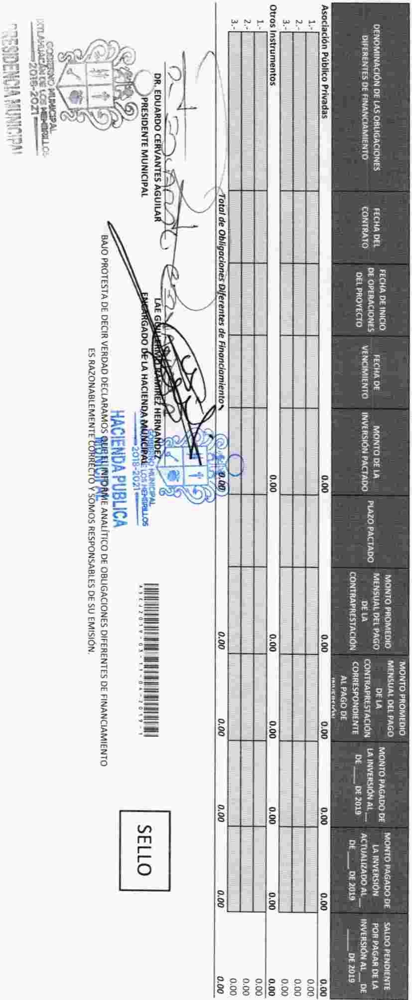 DENOMINACIÓN DE LAS OBLIGACIONES
DIFERENTES DE FINANCIAMIENTO
FECHA DEL
CONTRATO
FECHA DE INICIO
DE OPERACIONES
DEL PROYECTO
FECHA DE
VENCIMIENTO
MONTO DE LA
INVERSIÓN PACTADO
PLAZO PACTADO
MONTO PROMEDIO
MENSUAL DEL PAGO
DE LA
CONTRAPRESTACIÓN
MONTO PROMEDIO
MENSUAL DEL PAGO
DE LA
CONTRAPRESTACIÓN
CORRESPONDIENTE
AL PAGO DE
INVERSIÓN
MONTO PAGADO DE
LA INVERSIÓN AL __
DE ____ DE 2019
MONTO PAGADO DE
LA INVERSIÓN
ACTUALIZADO AL __
DE ____ DE 2019
SALDO PENDIENTE
POR PAGAR DE LA
INVERSIÓN AL __ DE
____ DE 2019
Asociación Público Privadas 0.00 0.00 0.00 0.00 0.00 0.00
1.- 0.00
2.- 0.00
3.- 0.00
Otros Instrumentos 0.00 0.00 0.00 0.00 0.00 0.00
1.- 0.00
2.- 0.00
3.- 0.00
Total de Obligaciones Diferentes de Financiamiento 0.00 0.00 0.00 0.00 0.00 0.00
DR. EDUARDO CERVANTES AGUILAR
PRESIDENTE MUNICIPAL
LAE GUILLERMO RAMIREZ HERNANDEZ
ENCARGADO DE LA HACIENDA MUNICIPAL
GOBIERNO MUNICIPAL
DE LOS MEMBRILLOS
2018-2021
HACIENDA PUBLICA
MUNICIPAL
ASEJ2019-03-11-04-2019-1
SELLO
BAJO PROTESTA DE DECIR VERDAD DECLARAMOS QUE EL INFORME ANALÍTICO DE OBLIGACIONES DIFERENTES DE FINANCIAMIENTO
ES RAZONABLEMENTE CORRECTO Y SOMOS RESPONSABLES DE SU EMISIÓN.
GOBIERNO MUNICIPAL
IXTLAHUACÁN DE LOS MEMBRILLOS
2018-2021
PRESIDENCIA MUNICIPAL